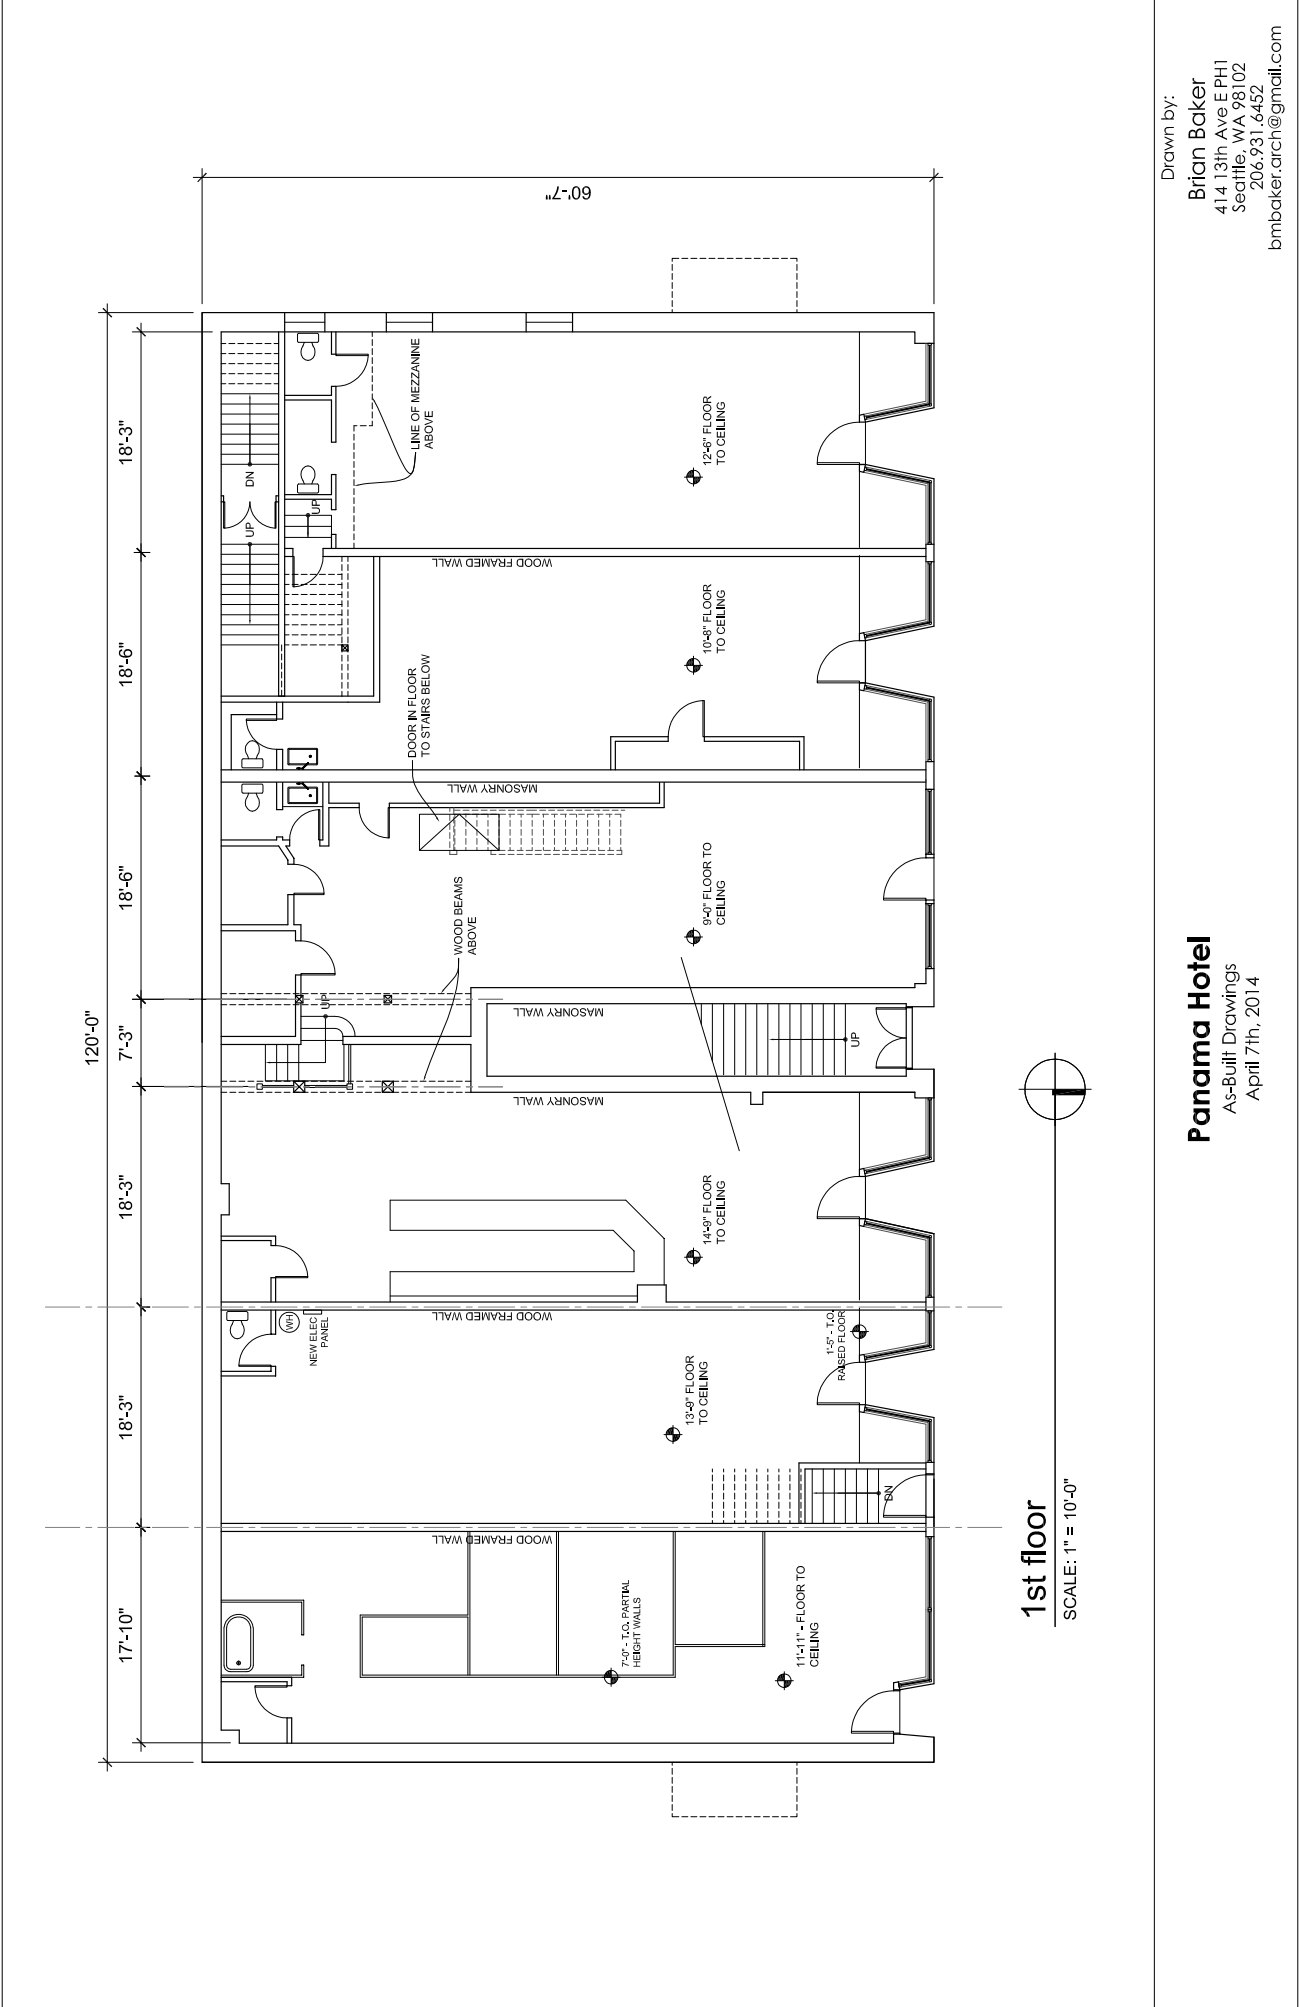 120'-0"
17'-10"
18'-3"
18'-3"
7'-3"
18'-6"
18'-6"
18'-3"
60'-7"
DN
UP
UP
LINE OF MEZZANINE
ABOVE
DOOR IN FLOOR
TO STAIRS BELOW
WOOD BEAMS
ABOVE
UP
WH
NEW ELEC
PANEL
WOOD FRAMED WALL
WOOD FRAMED WALL
MASONRY WALL
MASONRY WALL
MASONRY WALL
WOOD FRAMED WALL
7'-0" - T.O. PARTIAL
HEIGHT WALLS
11'-11" - FLOOR TO
CEILING
13'-9" FLOOR
TO CEILING
14'-9" FLOOR
TO CEILING
9'-0" FLOOR TO
CEILING
10'-8" FLOOR
TO CEILING
12'-6" FLOOR
TO CEILING
1'-5" - T.O.
RAISED FLOOR
UP
DN
1st floor
SCALE: 1" = 10'-0"
Panama Hotel
As-Built Drawings
April 7th, 2014
Drawn by:
Brian Baker
414 13th Ave E PH1
Seattle, WA 98102
206.931.6452
bmbaker.arch@gmail.com